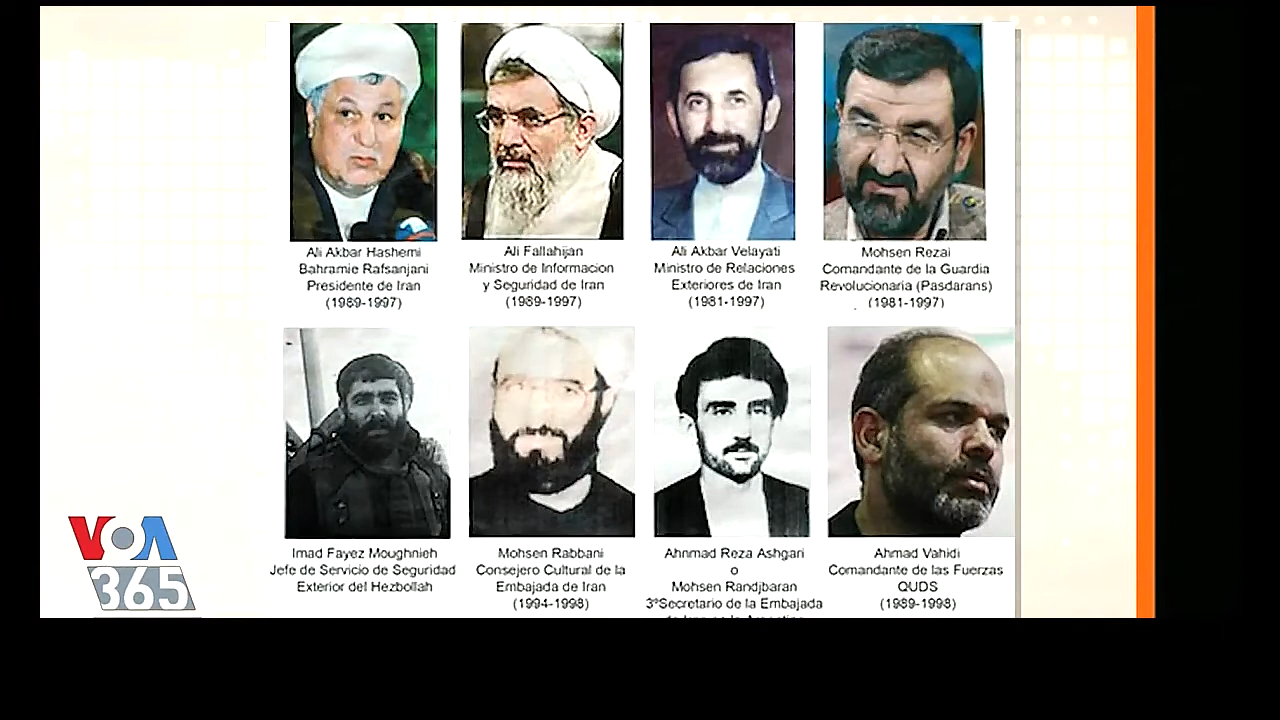 Ali Akbar Hashemi
Bahramie Rafsanjani
Presidente de Iran
(1989-1997)
Ali Fallahijan
Ministro de Informacion
y Seguridad de Iran
(1989-1997)
Ali Akbar Velayati
Ministro de Relaciones
Exteriores de Iran
(1981-1997)
Mohsen Rezai
Comandante de la Guardia
Revolucionaria (Pasdarans)
(1981-1997)
Imad Fayez Moughnieh
Jefe de Servicio de Seguridad
Exterior del Hezbollah
Mohsen Rabbani
Consejero Cultural de la
Embajada de Iran
(1994-1998)
Ahnmad Reza Ashgari
o
Mohsen Randjbaran
3ºSecretario de la Embajada
Ahmad Vahidi
Comandante de las Fuerzas
QUDS
(1989-1998)
VOA
365